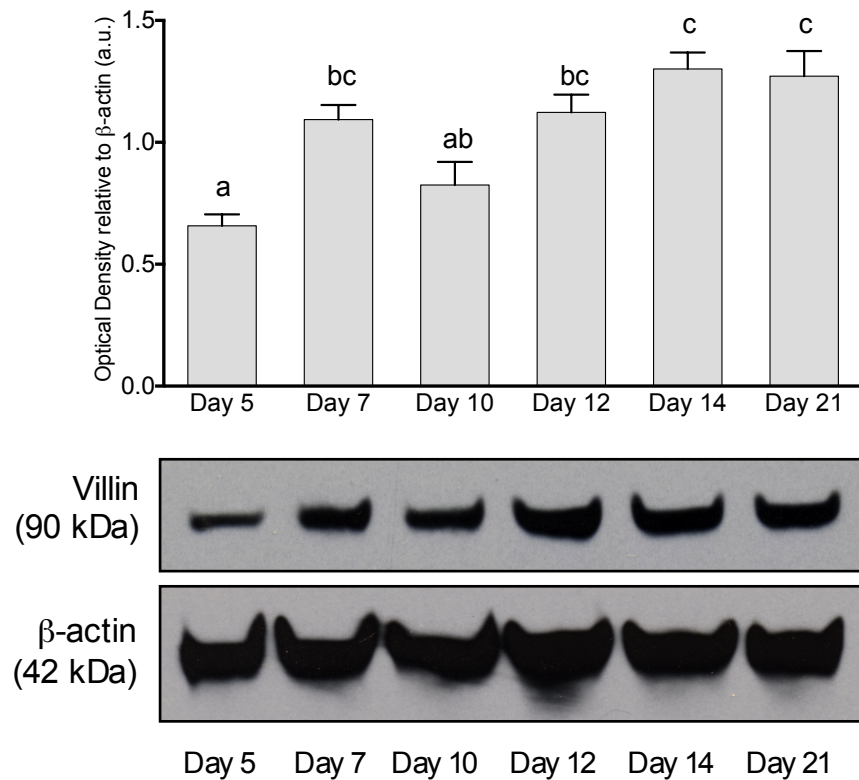 Optical Density relative to β-actin (a.u.)
1.5
1.0
0.5
0.0
a
bc
ab
bc
c
c
Day 5 Day 7 Day 10 Day 12 Day 14 Day 21
Villin
(90 kDa)
β-actin
(42 kDa)
Day 5 Day 7 Day 10 Day 12 Day 14 Day 21